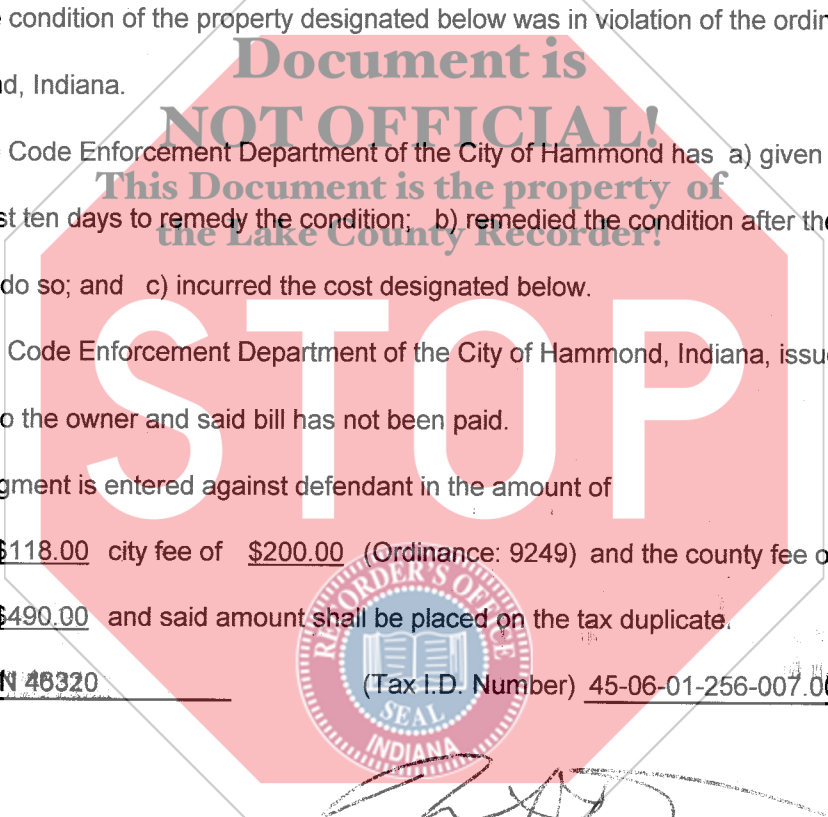 condition of the property designated below was in violation of the ordin
Document is
d, Indiana.
NOT OFFICIAL!
Code Enforcement Department of the City of Hammond has a) given
This Document is the property of
st ten days to remedy the condition; b) remedied the condition after the
the Lake County Recorder!
do so; and c) incurred the cost designated below.
STOP
Code Enforcement Department of the City of Hammond, Indiana, issu
o the owner and said bill has not been paid.
gment is entered against defendant in the amount of
$118.00 city fee of $200.00 (Ordinance: 9249) and the county fee o
RECORDER'S OFFICE
$490.00 and said amount shall be placed on the tax duplicate.
N 46320 (Tax I.D. Number) 45-06-01-256-007.00
SEAL
INDIANA